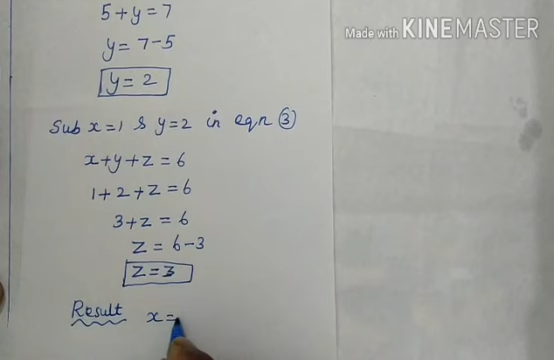 5+y=7
Made with KINEMASTER
y=7-5
y=2
Sub x=1 & y=2 in eqn ③
x+y+z=6
1+2+z=6
3+z=6
z=6-3
z=3
Result x=